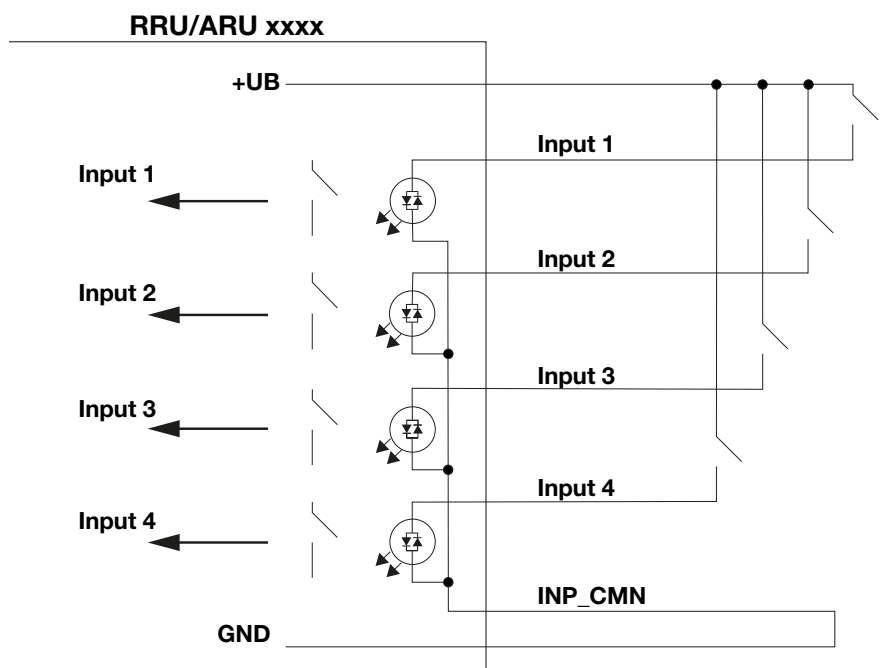 RRU/ARU xxxx
+UB
Input 1
Input 1
Input 2
Input 2
Input 3
Input 3
Input 4
Input 4
INP_CMN
GND